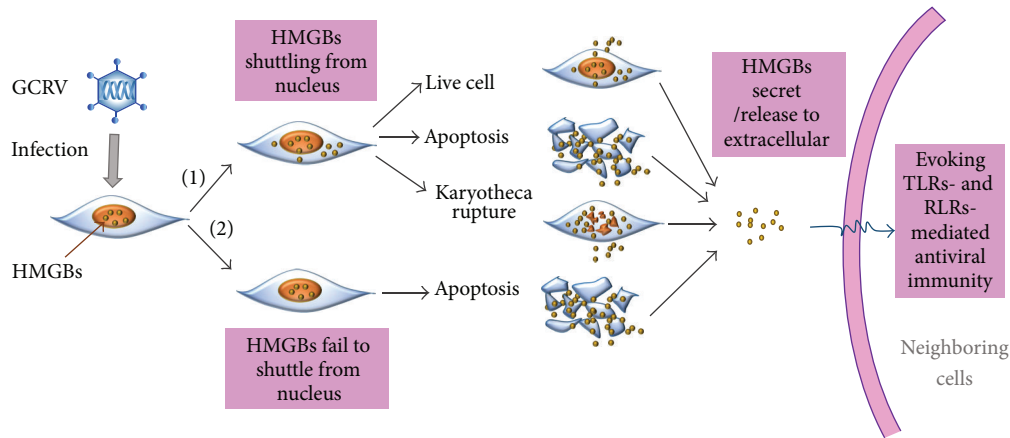 GCRV
Infection
HMGBs
(1)
(2)
HMGBs
shuttling from
nucleus
Live cell
Apoptosis
Karyotheca
rupture
Apoptosis
HMGBs fail to
shuttle from
nucleus
HMGBs
secret
/release to
extracellular
Evoking
TLRs- and
RLRs-
mediated
antiviral
immunity
Neighboring
cells